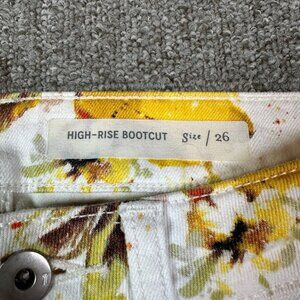 HIGH-RISE BOOTCUT Size / 26